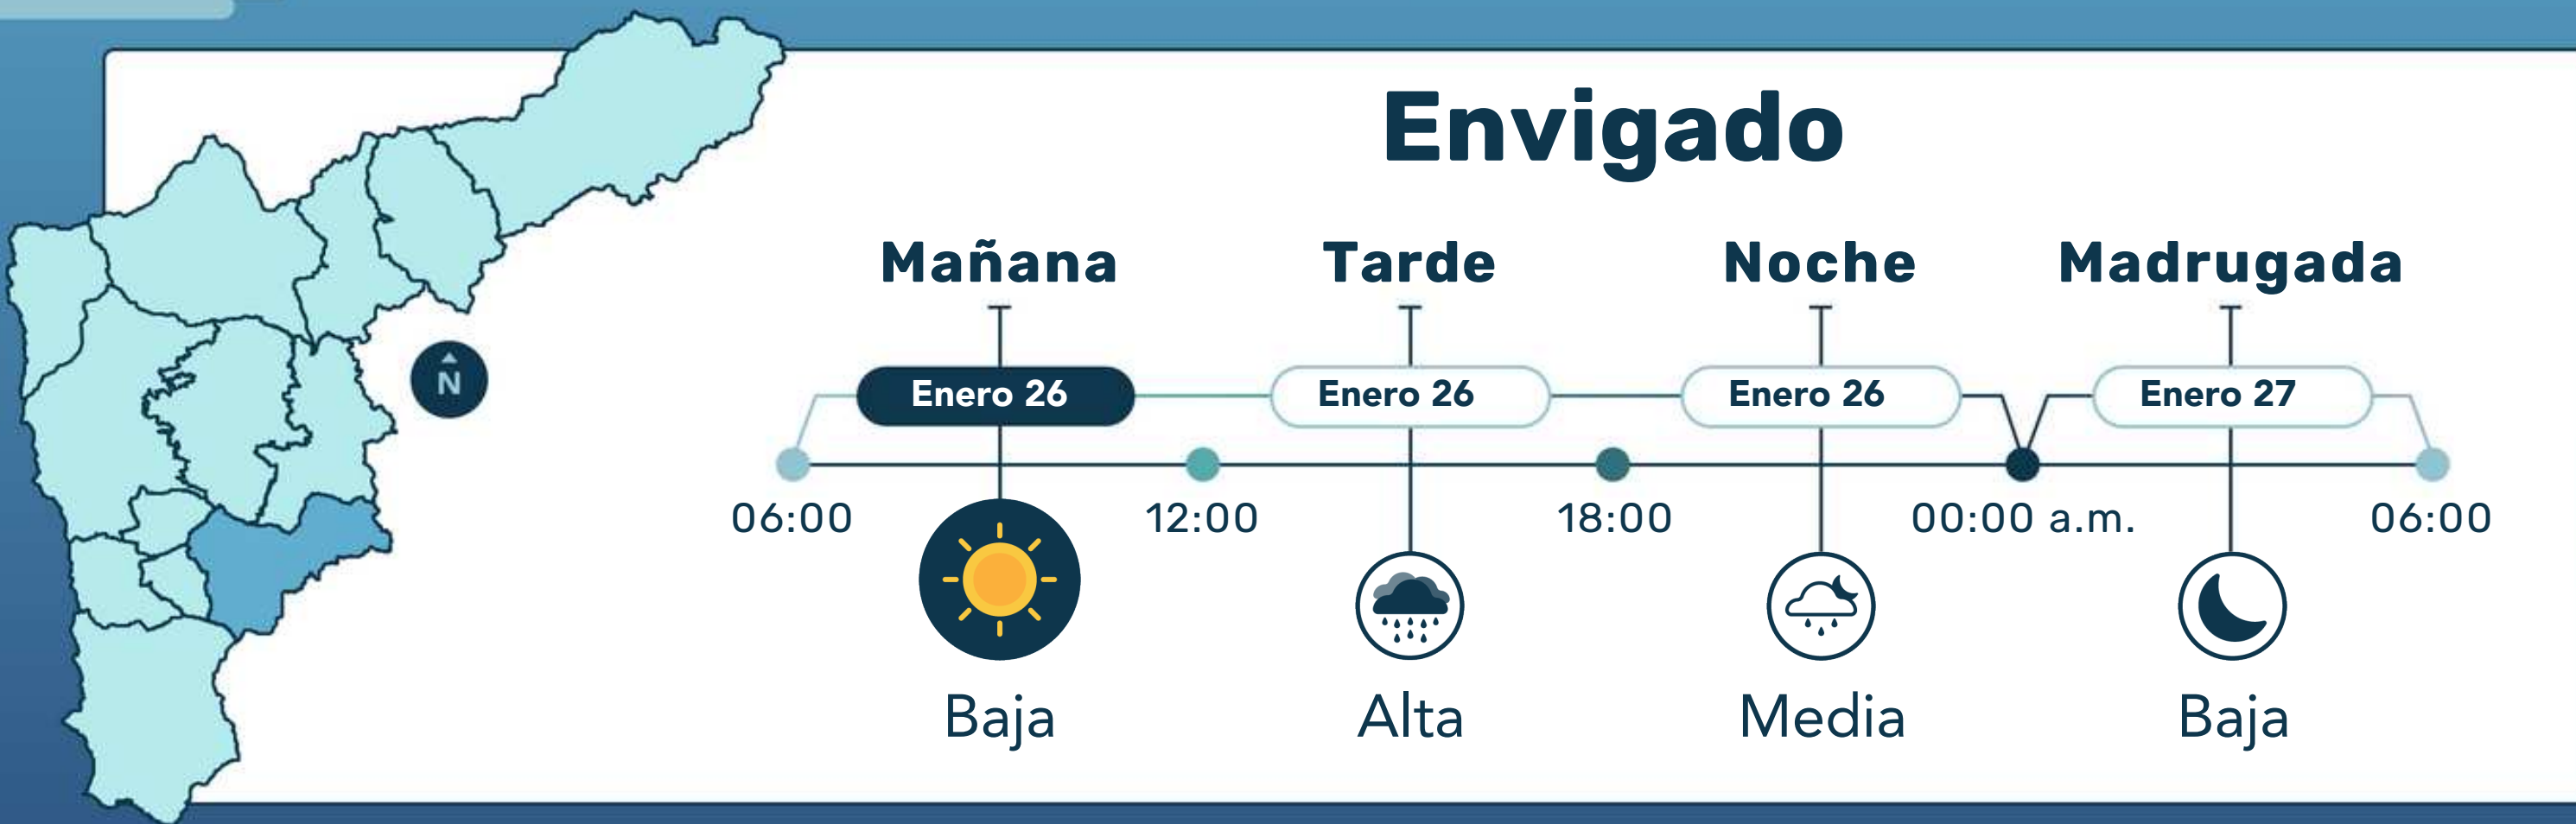 Envigado
Mañana Tarde Noche Madrugada
N
Enero 26 Enero 26 Enero 26 Enero 27
06:00 12:00 18:00 00:00 a.m. 06:00
Baja Alta Media Baja